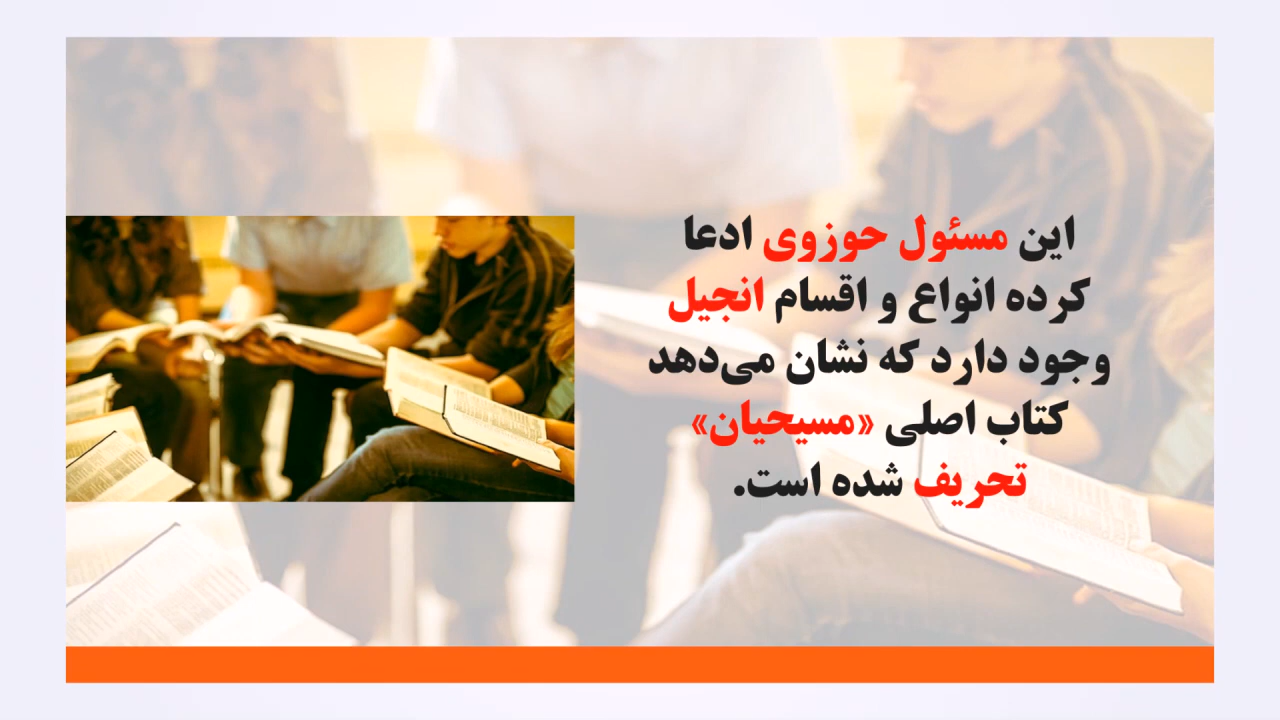 این مسئول حوزوی ادعا
کرده انواع و اقسام انجیل
وجود دارد که نشان می‌دهد
کتاب اصلی «مسیحیان»
تحریف شده است.